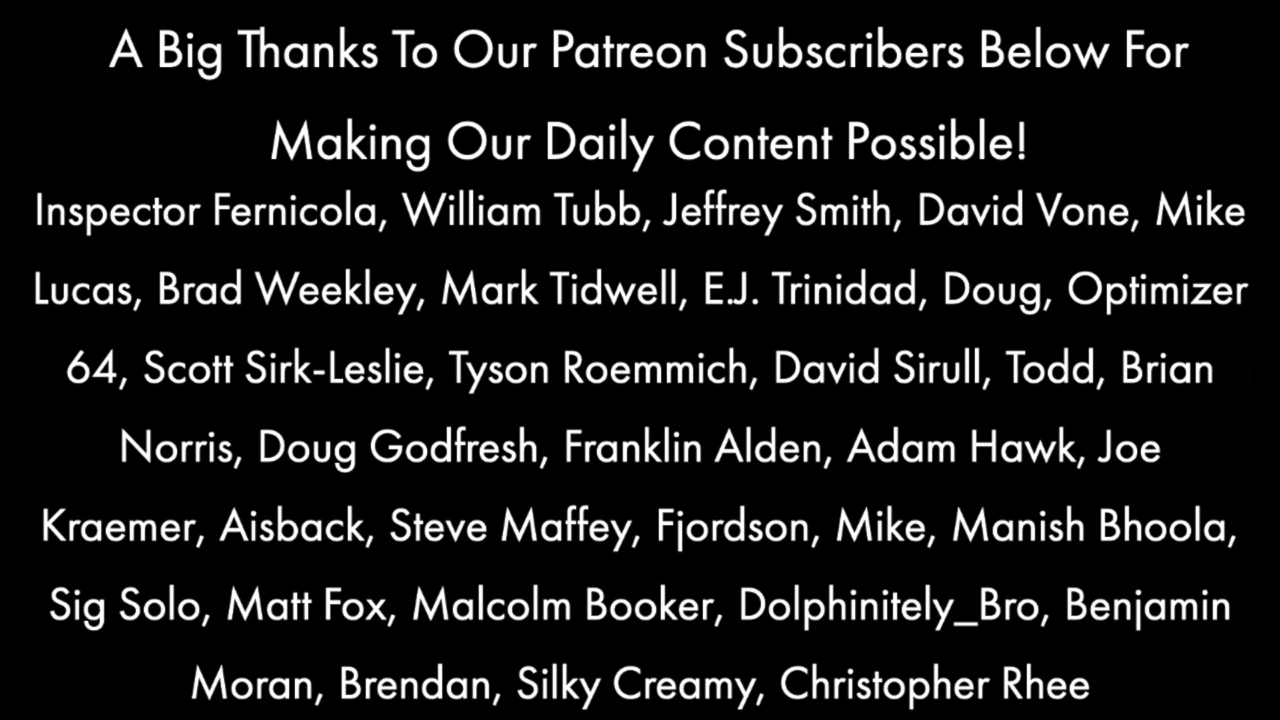 A Big Thanks To Our Patreon Subscribers Below For
Making Our Daily Content Possible!
Inspector Fernicola, William Tubb, Jeffrey Smith, David Vone, Mike
Lucas, Brad Weekley, Mark Tidwell, E.J. Trinidad, Doug, Optimizer
64, Scott Sirk-Leslie, Tyson Roemmich, David Sirull, Todd, Brian
Norris, Doug Godfresh, Franklin Alden, Adam Hawk, Joe
Kraemer, Aisback, Steve Maffey, Fjordson, Mike, Manish Bhoola,
Sig Solo, Matt Fox, Malcolm Booker, Dolphinitely_Bro, Benjamin
Moran, Brendan, Silky Creamy, Christopher Rhee